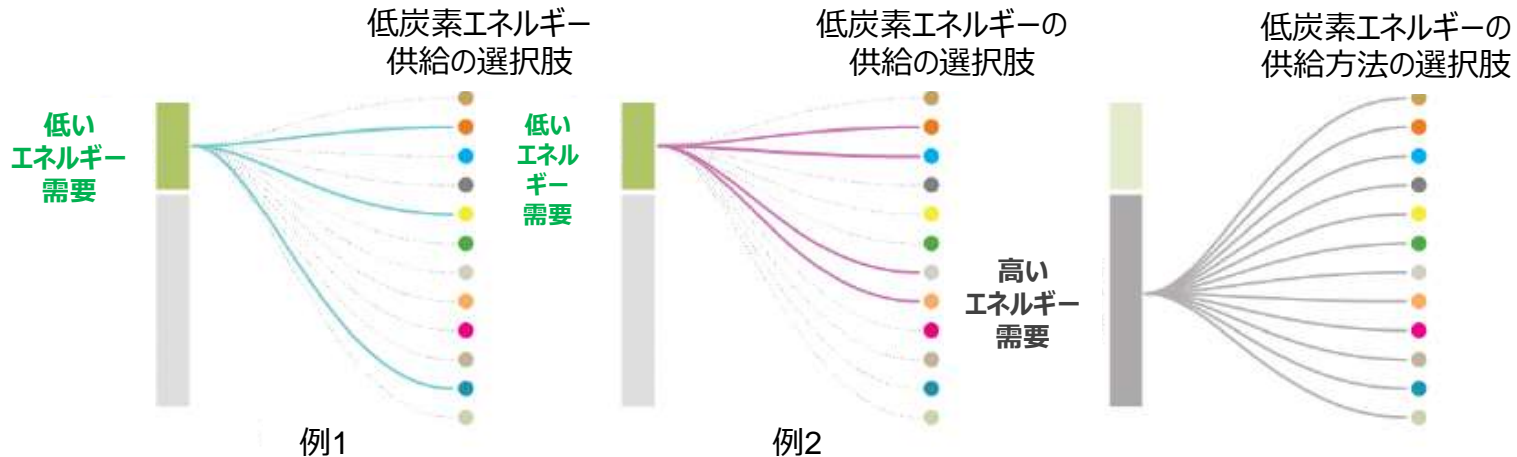 低炭素エネルギー
供給の選択肢
低い
エネルギー
需要
例1
低炭素エネルギーの
供給の選択肢
低い
エネル
ギー
需要
例2
低炭素エネルギーの
供給方法の選択肢
高い
エネルギー
需要